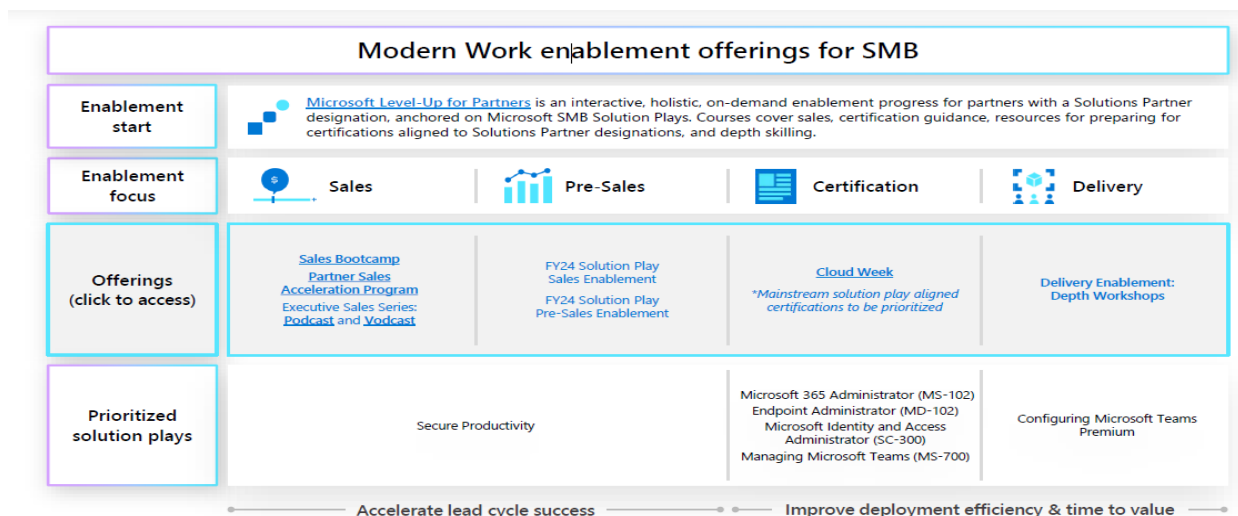 Modern Work enablement offerings for SMB
Enablement
start
Microsoft Level-Up for Partners is an interactive, holistic, on-demand enablement progress for partners with a Solutions Partner
designation, anchored on Microsoft SMB Solution Plays. Courses cover sales, certification guidance, resources for preparing for
certifications aligned to Solutions Partner designations, and depth skilling.
Enablement
focus
$
Sales
Pre-Sales
Certification
Delivery
Offerings
(click to access)
Sales Bootcamp
Partner Sales
Acceleration Program
Executive Sales Series:
Podcast and Vodcast
FY24 Solution Play
Sales Enablement
FY24 Solution Play
Pre-Sales Enablement
Cloud Week
*Mainstream solution play aligned
certifications to be prioritized
Delivery Enablement:
Depth Workshops
Prioritized
solution plays
Secure Productivity
Microsoft 365 Administrator (MS-102)
Endpoint Administrator (MD-102)
Microsoft Identity and Access
Administrator (SC-300)
Managing Microsoft Teams (MS-700)
Configuring Microsoft Teams
Premium
Accelerate lead cycle success
Improve deployment efficiency & time to value